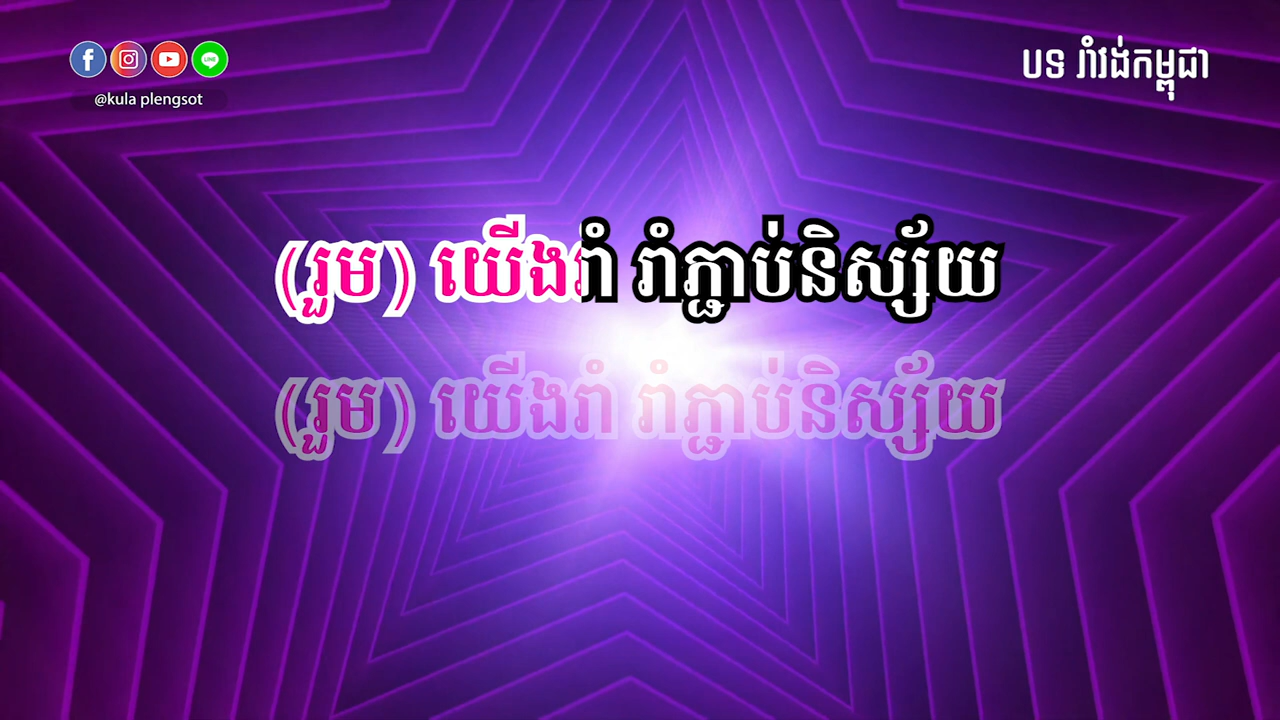 @kula plengsot
បទ រាំវង់កម្ពុជា
(រួម) យើងរាំ រាំភ្ជាប់និស្ស័យ
(រួម) យើងរាំ រាំភ្ជាប់និស្ស័យ